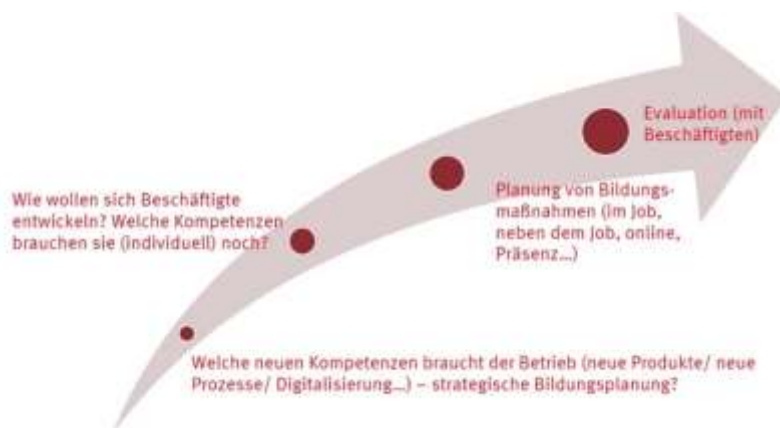 Evaluation (mit
Beschäftigten)
Wie wollen sich Beschäftigte
entwickeln? Welche Kompetenzen
brauchen sie (individuell) noch?
Planung von Bildungs-
maßnahmen (im Job,
neben dem Job, online,
Präsenz...)
Welche neuen Kompetenzen braucht der Betrieb (neue Produkte/ neue
Prozesse/ Digitalisierung...) – strategische Bildungsplanung?